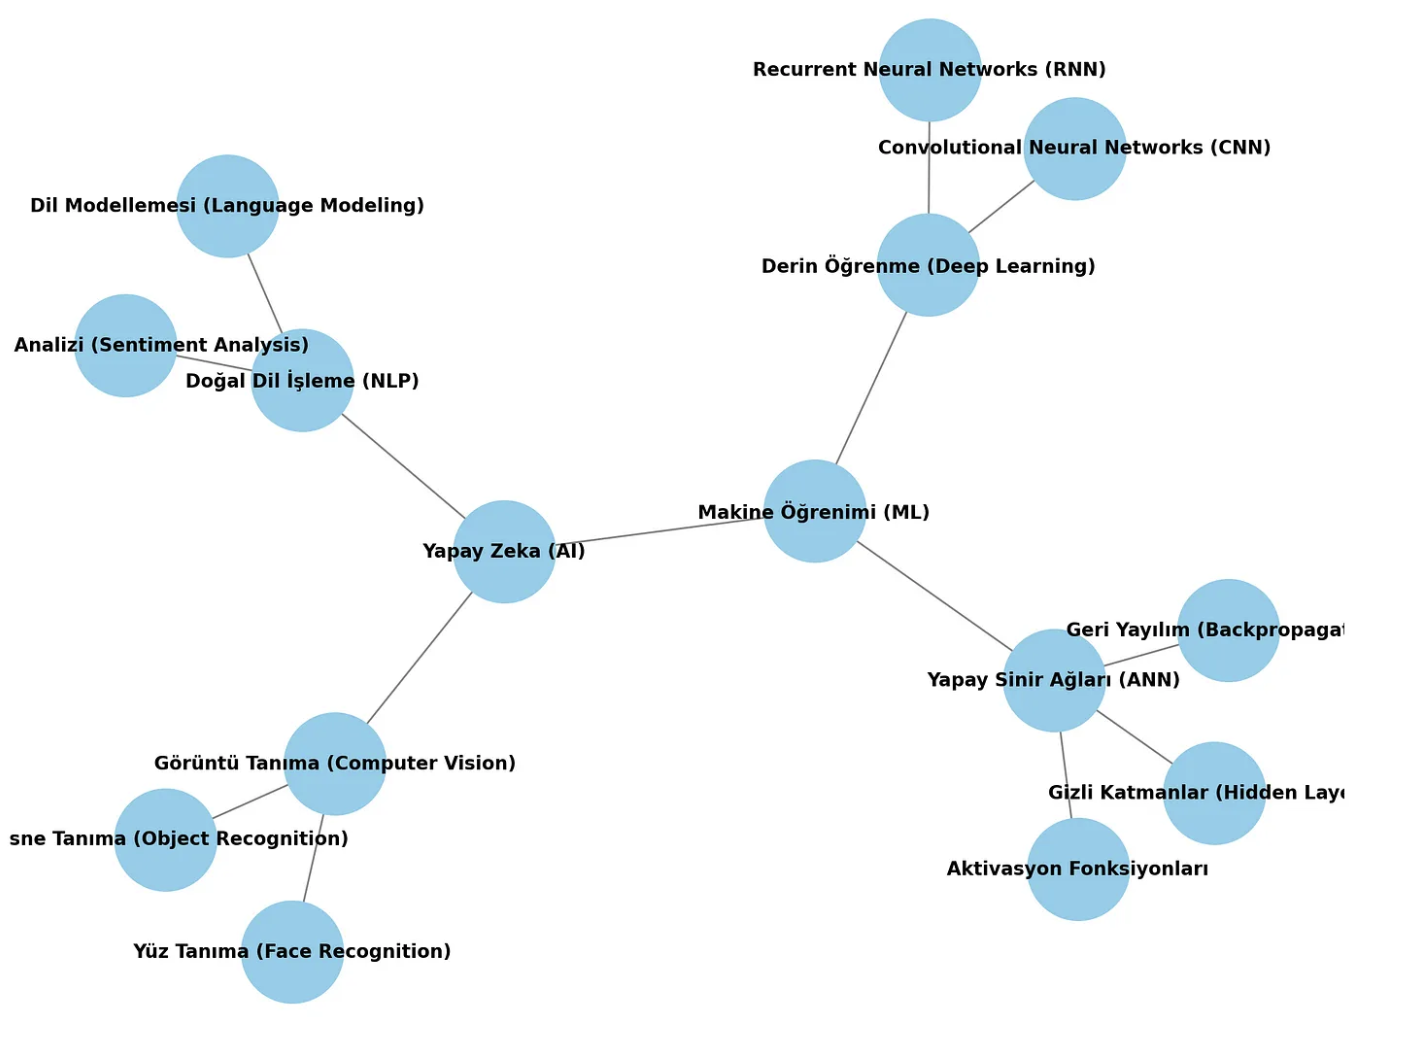 Recurrent Neural Networks (RNN)
Convolutional Neural Networks (CNN)
Dil Modellemesi (Language Modeling)
Derin Öğrenme (Deep Learning)
Analizi (Sentiment Analysis)
Doğal Dil İşleme (NLP)
Makine Öğrenimi (ML)
Yapay Zeka (AI)
Geri Yayılım (Backpropagat
Yapay Sinir Ağları (ANN)
Görüntü Tanıma (Computer Vision)
Gizli Katmanlar (Hidden Laye
sne Tanıma (Object Recognition)
Aktivasyon Fonksiyonları
Yüz Tanıma (Face Recognition)